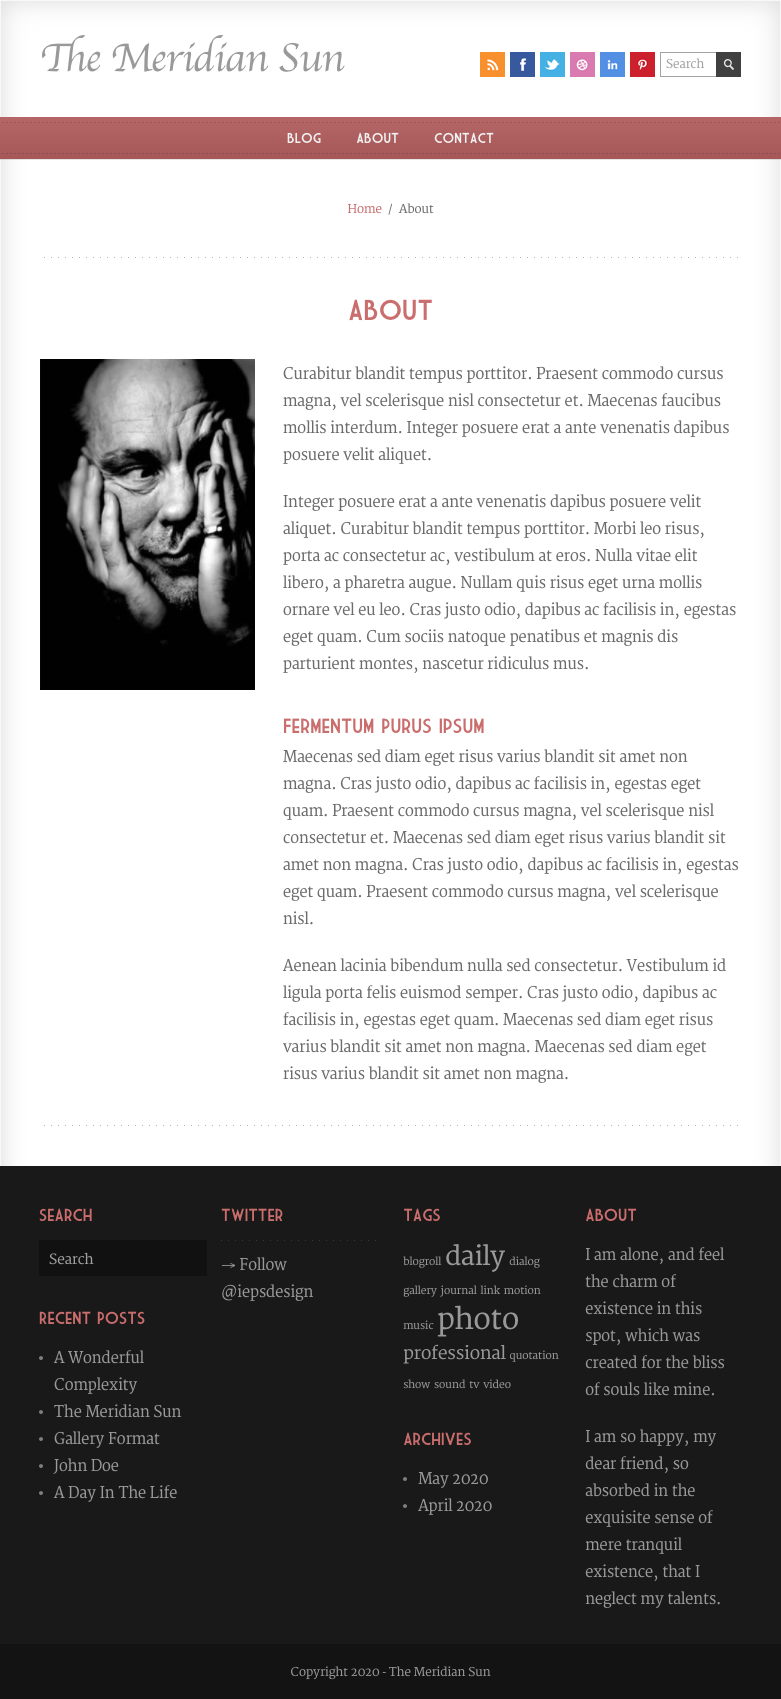 The Meridian Sun
Search
BLOG ABOUT CONTACT
Home / About
ABOUT
Curabitur blandit tempus porttitor. Praesent commodo cursus
magna, vel scelerisque nisl consectetur et. Maecenas faucibus
mollis interdum. Integer posuere erat a ante venenatis dapibus
posuere velit aliquet.
Integer posuere erat a ante venenatis dapibus posuere velit
aliquet. Curabitur blandit tempus porttitor. Morbi leo risus,
porta ac consectetur ac, vestibulum at eros. Nulla vitae elit
libero, a pharetra augue. Nullam quis risus eget urna mollis
ornare vel eu leo. Cras justo odio, dapibus ac facilisis in, egestas
eget quam. Cum sociis natoque penatibus et magnis dis
parturient montes, nascetur ridiculus mus.
FERMENTUM PURUS IPSUM
Maecenas sed diam eget risus varius blandit sit amet non
magna. Cras justo odio, dapibus ac facilisis in, egestas eget
quam. Praesent commodo cursus magna, vel scelerisque nisl
consectetur et. Maecenas sed diam eget risus varius blandit sit
amet non magna. Cras justo odio, dapibus ac facilisis in, egestas
eget quam. Praesent commodo cursus magna, vel scelerisque
nisl.
Aenean lacinia bibendum nulla sed consectetur. Vestibulum id
ligula porta felis euismod semper. Cras justo odio, dapibus ac
facilisis in, egestas eget quam. Maecenas sed diam eget risus
varius blandit sit amet non magna. Maecenas sed diam eget
risus varius blandit sit amet non magna.
SEARCH
Search
RECENT POSTS
• A Wonderful
Complexity
• The Meridian Sun
• Gallery Format
• John Doe
• A Day In The Life
TWITTER
→ Follow
@iepsdesign
TAGS
blogroll daily dialog
gallery journal link motion
music photo
professional quotation
show sound tv video
ARCHIVES
• May 2020
• April 2020
ABOUT
I am alone, and feel
the charm of
existence in this
spot, which was
created for the bliss
of souls like mine.
I am so happy, my
dear friend, so
absorbed in the
exquisite sense of
mere tranquil
existence, that I
neglect my talents.
Copyright 2020 - The Meridian Sun